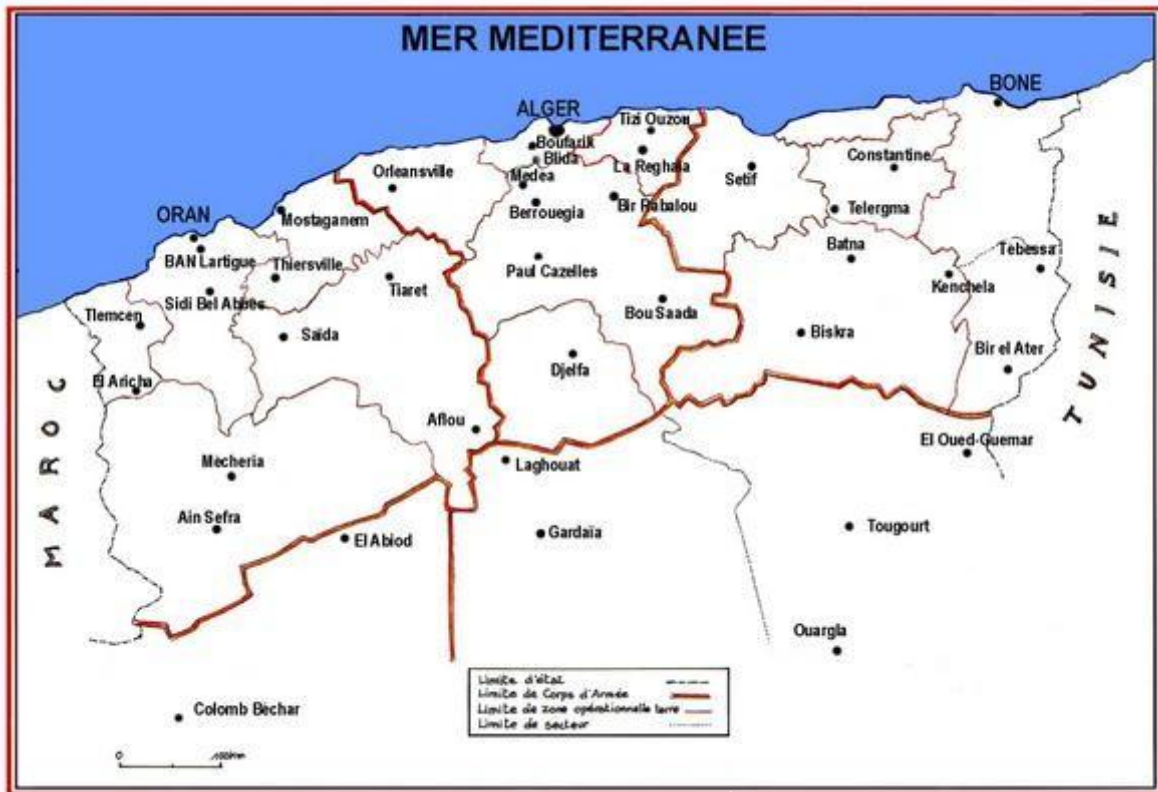 MER MEDITERRANEE
BONE
ALGER
Tizi Ouzou
Boufarik
Blida
La Reghaia
Constantine
Orleansville
Medea
Setif
Berrouegia
Bir Rabalou
Telergma
ORAN
Mostaganem
BAN Lartigue
Thiersville
Paul Cazelles
Batna
Tebessa
Tiaret
Kenchela
Sidi Bel Abbes
Bou Saada
Tlemcen
Saida
Biskra
Bir el Ater
Djelfa
El Aricha
MAROC
TUNISIE
Aflou
El Oued-Guemar
Laghouat
Mecheria
Ain Sefra
El Abiod
Gardaïa
Tougourt
Ouargla
Colomb Bèchar
Limite d'état
Limite de Corps d'Armée
Limite de zone opérationnelle terre
Limite de secteur
0 100km